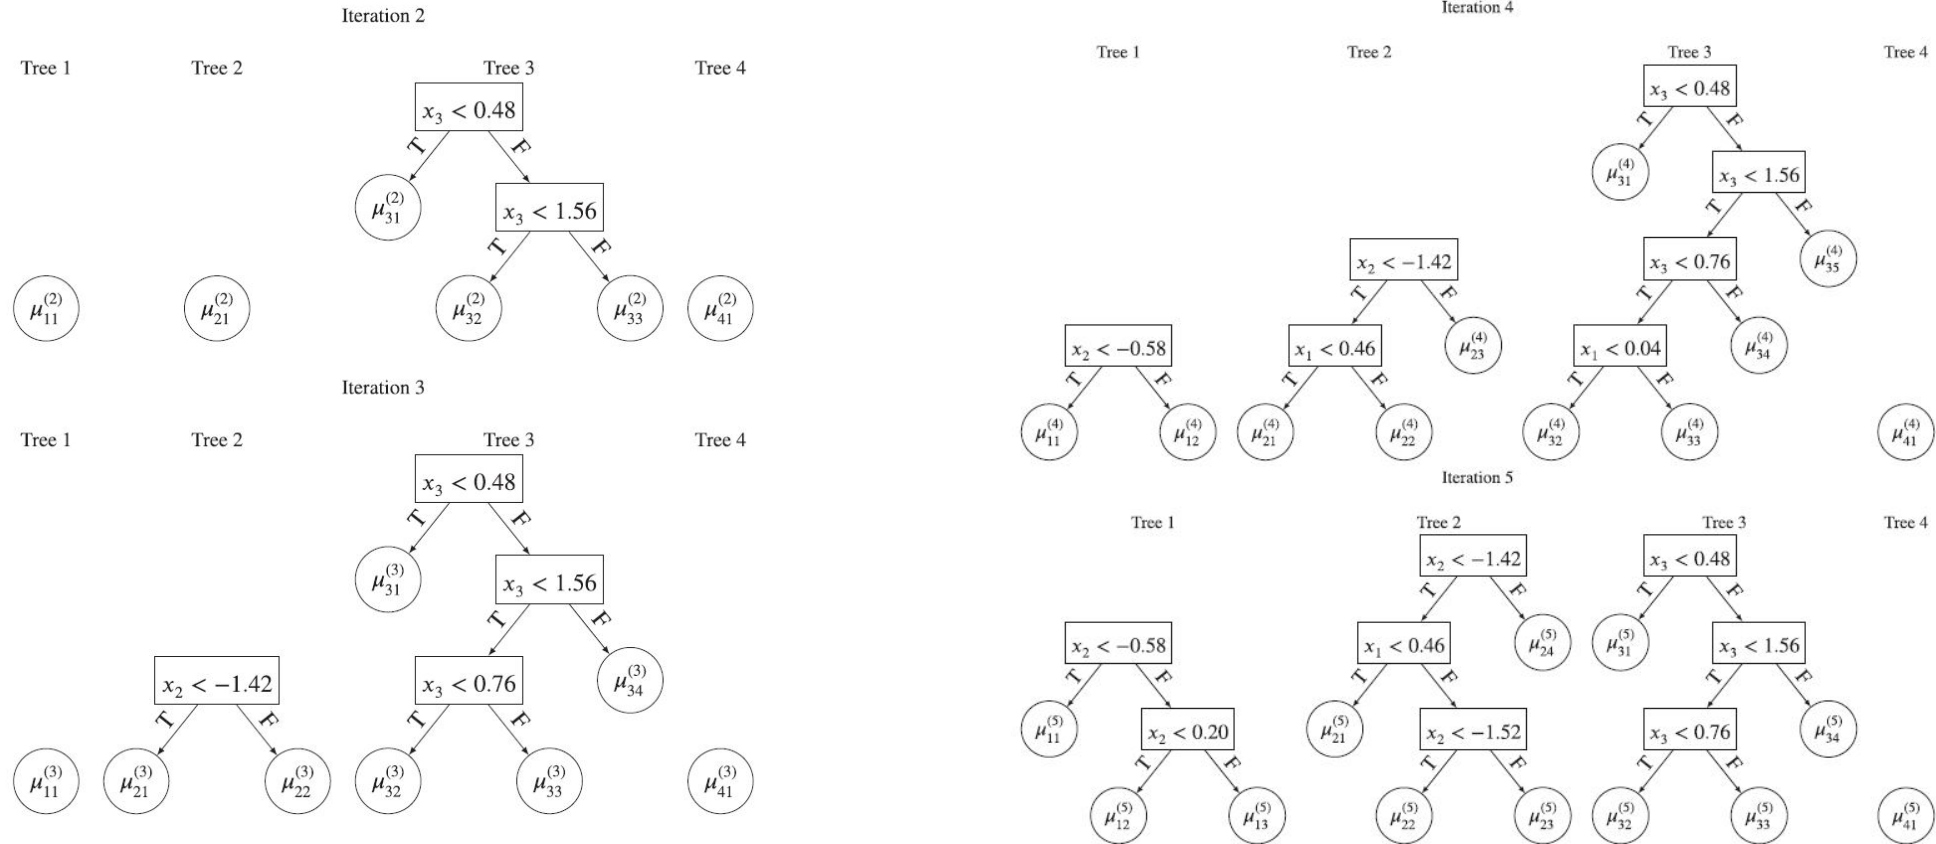 Iteration 2
Tree 1 Tree 2 Tree 3 Tree 4
x₃ < 0.48
T F
μ₃₁⁽²⁾
x₃ < 1.56
T F
μ₁₁⁽²⁾ μ₂₁⁽²⁾ μ₃₂⁽²⁾ μ₃₃⁽²⁾ μ₄₁⁽²⁾
Iteration 3
Tree 1 Tree 2 Tree 3 Tree 4
x₃ < 0.48
T F
μ₃₁⁽³⁾
x₃ < 1.56
T F
x₂ < −1.42 x₃ < 0.76 μ₃₄⁽³⁾
T F T F
μ₁₁⁽³⁾ μ₂₁⁽³⁾ μ₂₂⁽³⁾ μ₃₂⁽³⁾ μ₃₃⁽³⁾ μ₄₁⁽³⁾
Iteration 4
Tree 1 Tree 2 Tree 3 Tree 4
x₃ < 0.48
T F
μ₃₁⁽⁴⁾ x₃ < 1.56
T F
x₂ < −1.42 x₃ < 0.76 μ₃₅⁽⁴⁾
T F T F
x₂ < −0.58 x₁ < 0.46 μ₂₃⁽⁴⁾ x₁ < 0.04 μ₃₄⁽⁴⁾
T F T F T F
μ₁₁⁽⁴⁾ μ₁₂⁽⁴⁾ μ₂₁⁽⁴⁾ μ₂₂⁽⁴⁾ μ₃₂⁽⁴⁾ μ₃₃⁽⁴⁾ μ₄₁⁽⁴⁾
Iteration 5
Tree 1 Tree 2 Tree 3 Tree 4
x₂ < −1.42 x₃ < 0.48
T F T F
x₂ < −0.58 x₁ < 0.46 μ₂₄⁽⁵⁾ μ₃₁⁽⁵⁾ x₃ < 1.56
T F T F T F
μ₁₁⁽⁵⁾ x₂ < 0.20 μ₂₁⁽⁵⁾ x₂ < −1.52 x₃ < 0.76 μ₃₄⁽⁵⁾
T F T F T F
μ₁₂⁽⁵⁾ μ₁₃⁽⁵⁾ μ₂₂⁽⁵⁾ μ₂₃⁽⁵⁾ μ₃₂⁽⁵⁾ μ₃₃⁽⁵⁾ μ₄₁⁽⁵⁾